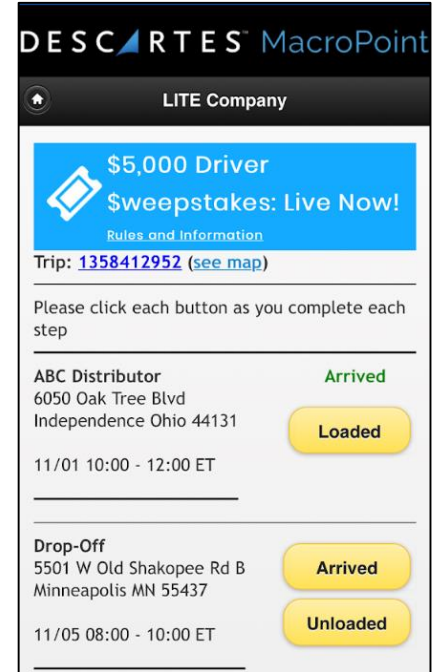 DESCARTES™ MacroPoint
LITE Company
$5,000 Driver
$weepstakes: Live Now!
Rules and Information
Trip: 1358412952 (see map)
Please click each button as you complete each
step
ABC Distributor
Arrived
6050 Oak Tree Blvd
Independence Ohio 44131
Loaded
11/01 10:00 - 12:00 ET
Drop-Off
5501 W Old Shakopee Rd B
Arrived
Minneapolis MN 55437
Unloaded
11/05 08:00 - 10:00 ET